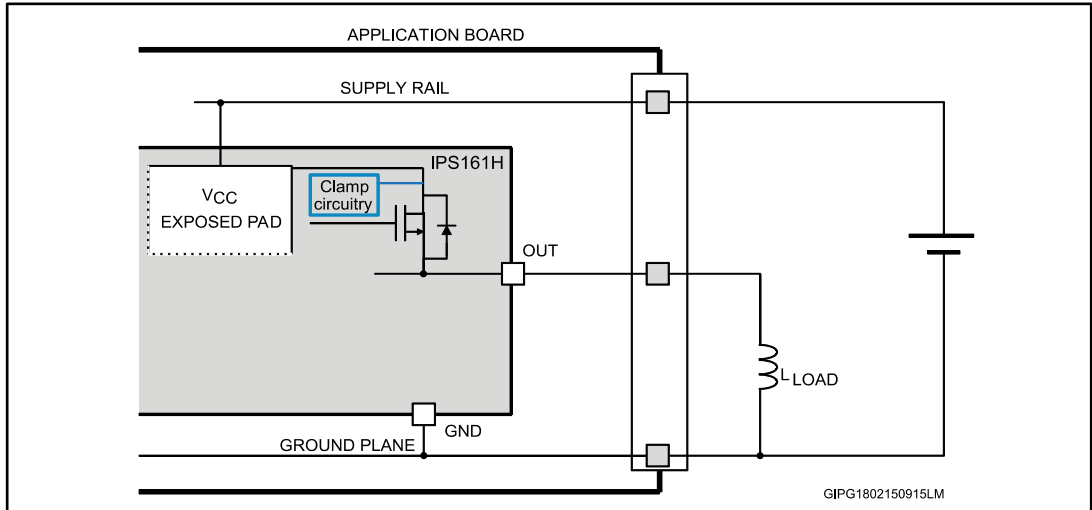 APPLICATION BOARD
SUPPLY RAIL
IPS161H
VCC
EXPOSED PAD
Clamp
circuitry
OUT
LLOAD
GND
GROUND PLANE
GIPG1802150915LM